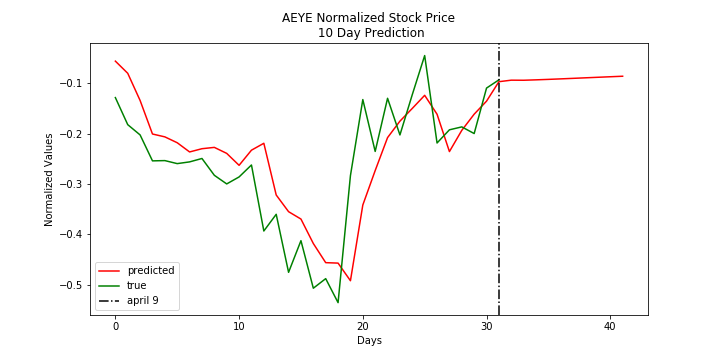 AEYE Normalized Stock Price
10 Day Prediction
Normalized Values
−0.1
−0.2
−0.3
−0.4
−0.5
predicted
true
april 9
0
10
20
30
40
Days